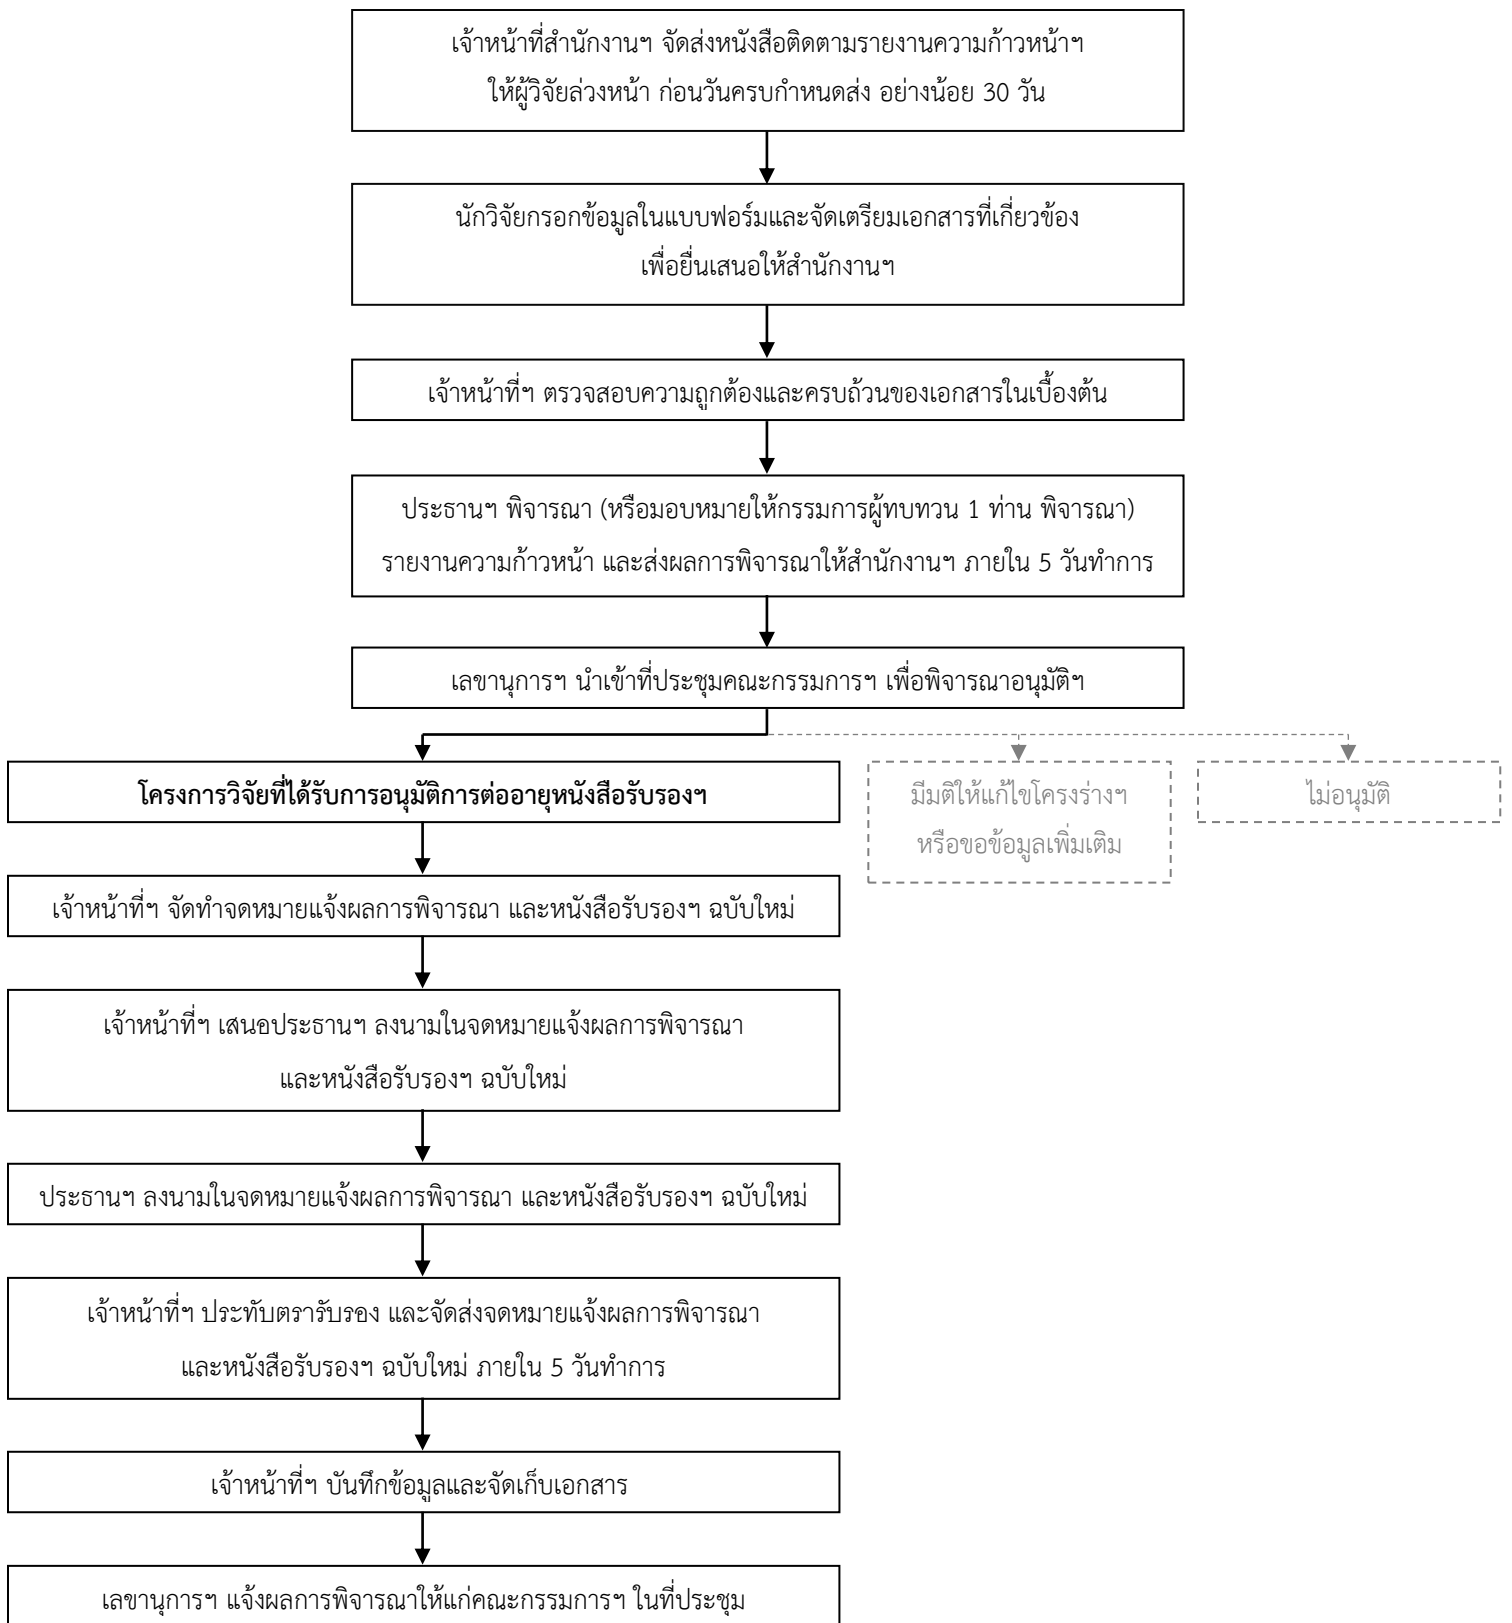 เจ้าหน้าที่สำนักงานฯ จัดส่งหนังสือติดตามรายงานความก้าวหน้าฯ
ให้ผู้วิจัยล่วงหน้า ก่อนวันครบกำหนดส่ง อย่างน้อย 30 วัน
นักวิจัยกรอกข้อมูลในแบบฟอร์มและจัดเตรียมเอกสารที่เกี่ยวข้อง
เพื่อยื่นเสนอให้สำนักงานฯ
เจ้าหน้าที่ฯ ตรวจสอบความถูกต้องและครบถ้วนของเอกสารในเบื้องต้น
ประธานฯ พิจารณา (หรือมอบหมายให้กรรมการผู้ทบทวน 1 ท่าน พิจารณา)
รายงานความก้าวหน้า และส่งผลการพิจารณาให้สำนักงานฯ ภายใน 5 วันทำการ
เลขานุการฯ นำเข้าที่ประชุมคณะกรรมการฯ เพื่อพิจารณาอนุมัติฯ
โครงการวิจัยที่ได้รับการอนุมัติการต่ออายุหนังสือรับรองฯ
มีมติให้แก้ไขโครงร่างฯ
หรือขอข้อมูลเพิ่มเติม
ไม่อนุมัติ
เจ้าหน้าที่ฯ จัดทำจดหมายแจ้งผลการพิจารณา และหนังสือรับรองฯ ฉบับใหม่
เจ้าหน้าที่ฯ เสนอประธานฯ ลงนามในจดหมายแจ้งผลการพิจารณา
และหนังสือรับรองฯ ฉบับใหม่
ประธานฯ ลงนามในจดหมายแจ้งผลการพิจารณา และหนังสือรับรองฯ ฉบับใหม่
เจ้าหน้าที่ฯ ประทับตรารับรอง และจัดส่งจดหมายแจ้งผลการพิจารณา
และหนังสือรับรองฯ ฉบับใหม่ ภายใน 5 วันทำการ
เจ้าหน้าที่ฯ บันทึกข้อมูลและจัดเก็บเอกสาร
เลขานุการฯ แจ้งผลการพิจารณาให้แก่คณะกรรมการฯ ในที่ประชุม